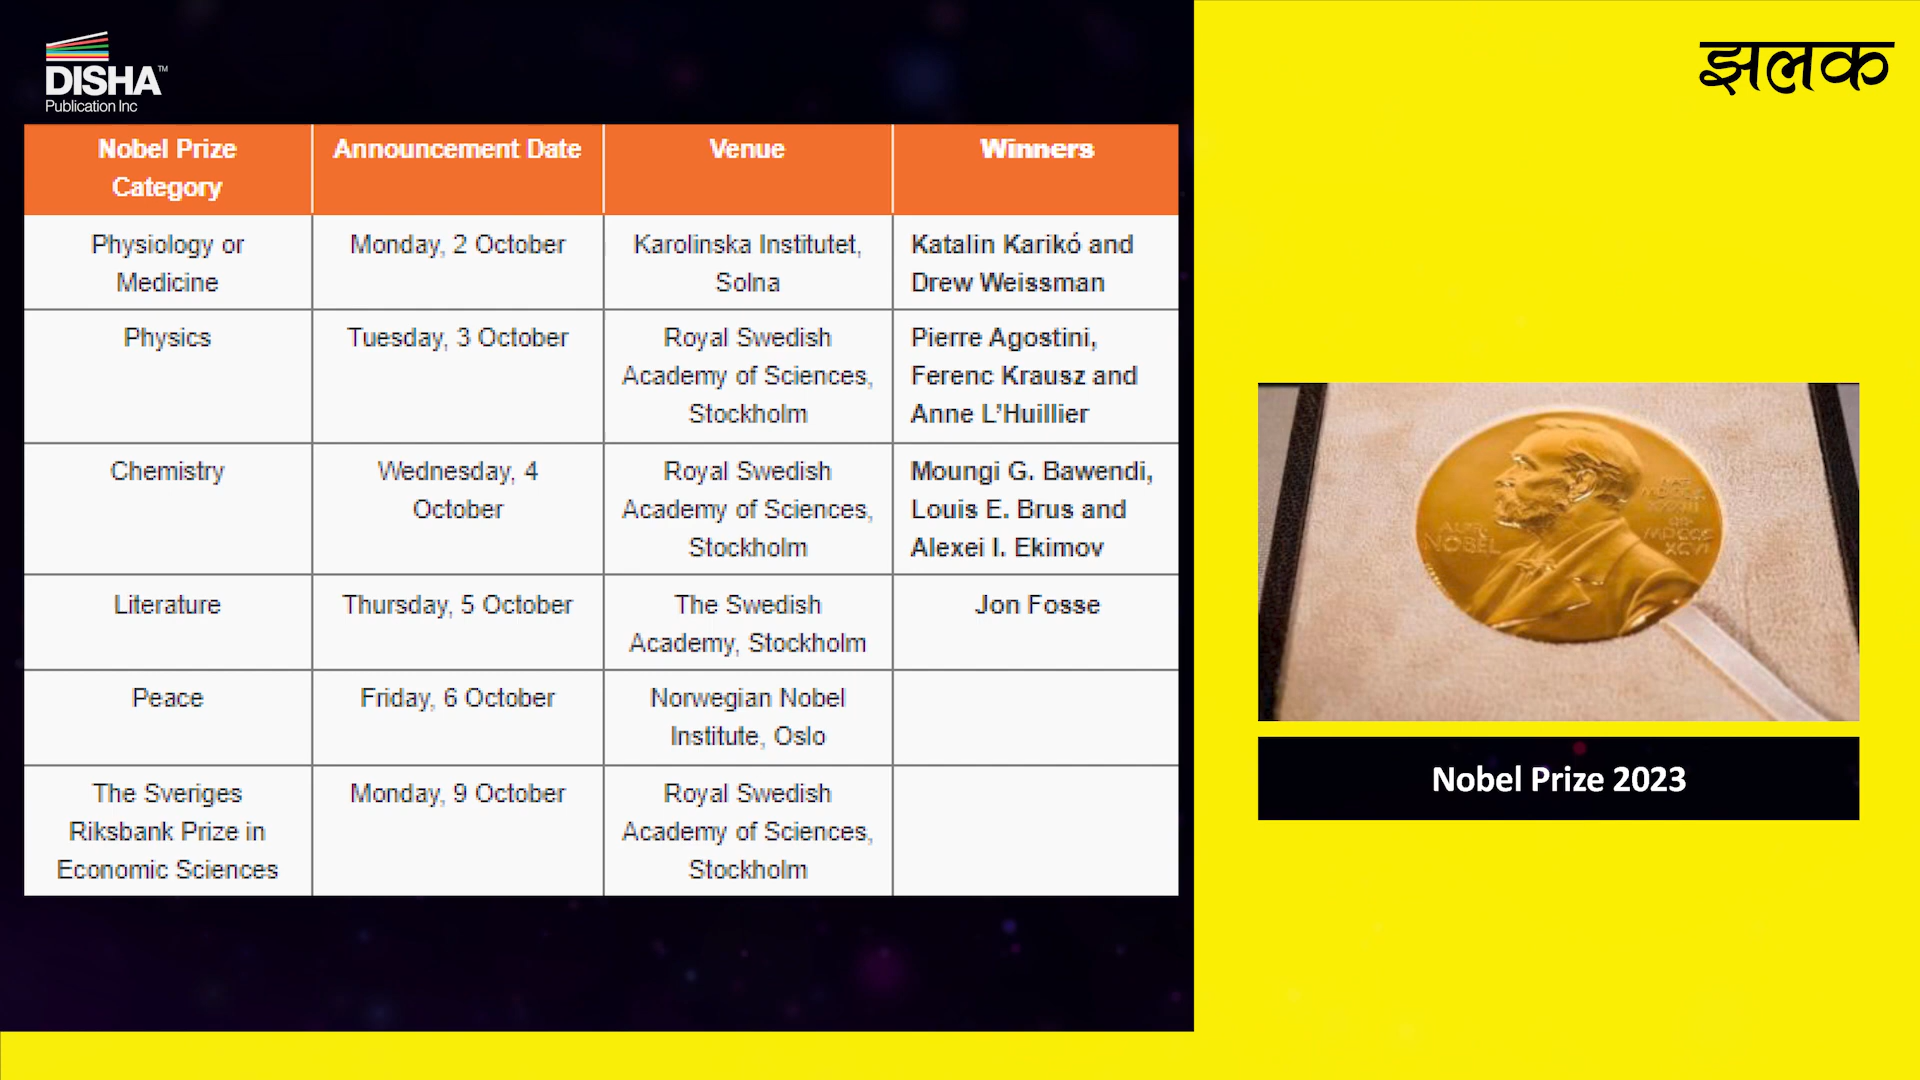 DISHA™
Publication Inc
झलक
Nobel Prize
Category
Announcement Date
Venue
Winners
Physiology or
Medicine
Monday, 2 October
Karolinska Institutet,
Solna
Katalin Karikó and
Drew Weissman
Physics
Tuesday, 3 October
Royal Swedish
Academy of Sciences,
Stockholm
Pierre Agostini,
Ferenc Krausz and
Anne L’Huillier
Chemistry
Wednesday, 4
October
Royal Swedish
Academy of Sciences,
Stockholm
Moungi G. Bawendi,
Louis E. Brus and
Alexei I. Ekimov
Literature
Thursday, 5 October
The Swedish
Academy, Stockholm
Jon Fosse
Peace
Friday, 6 October
Norwegian Nobel
Institute, Oslo
The Sveriges
Riksbank Prize in
Economic Sciences
Monday, 9 October
Royal Swedish
Academy of Sciences,
Stockholm
ALFR.
NOBEL
Nobel Prize 2023